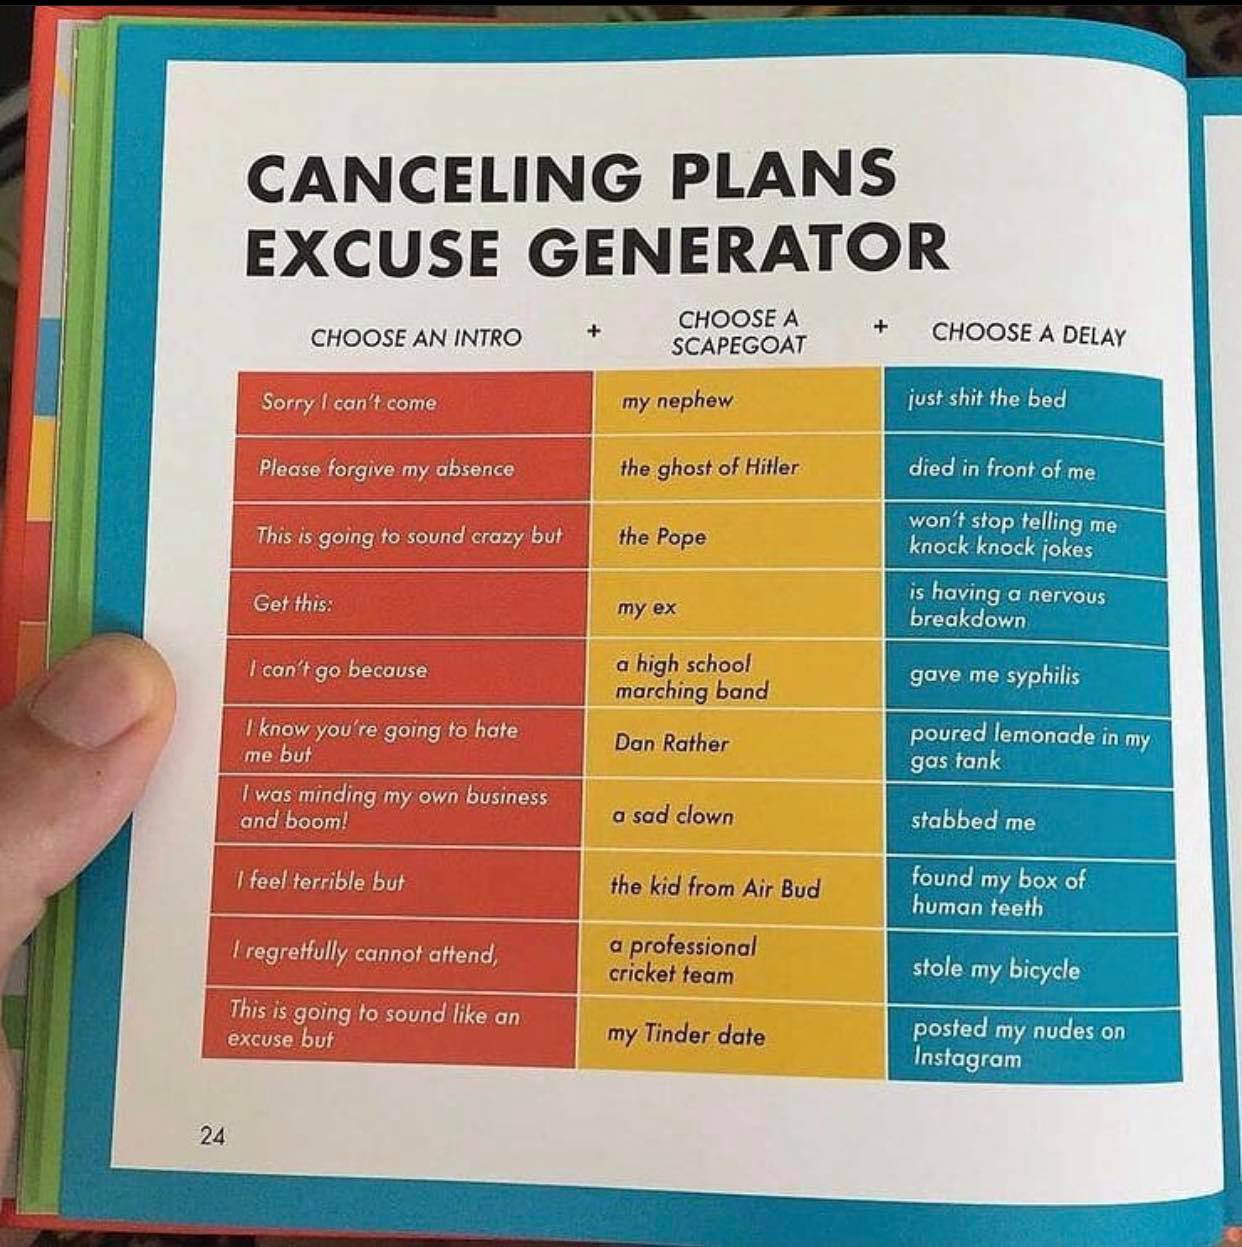 CANCELING PLANS
EXCUSE GENERATOR
CHOOSE AN INTRO + CHOOSE A SCAPEGOAT + CHOOSE A DELAY
Sorry I can't come
my nephew
just shit the bed
Please forgive my absence
the ghost of Hitler
died in front of me
This is going to sound crazy but
the Pope
won't stop telling me
knock knock jokes
Get this:
my ex
is having a nervous
breakdown
I can't go because
a high school
marching band
gave me syphilis
I know you're going to hate
me but
Dan Rather
poured lemonade in my
gas tank
I was minding my own business
and boom!
a sad clown
stabbed me
I feel terrible but
the kid from Air Bud
found my box of
human teeth
I regretfully cannot attend,
a professional
cricket team
stole my bicycle
This is going to sound like an
excuse but
my Tinder date
posted my nudes on
Instagram
24